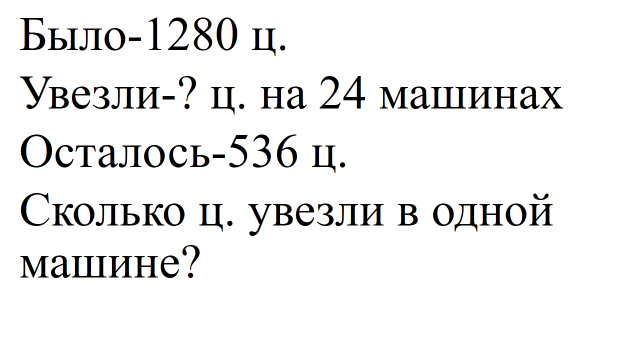 Было-1280 ц.
Увезли-? ц. на 24 машинах
Осталось-536 ц.
Сколько ц. увезли в одной
машине?